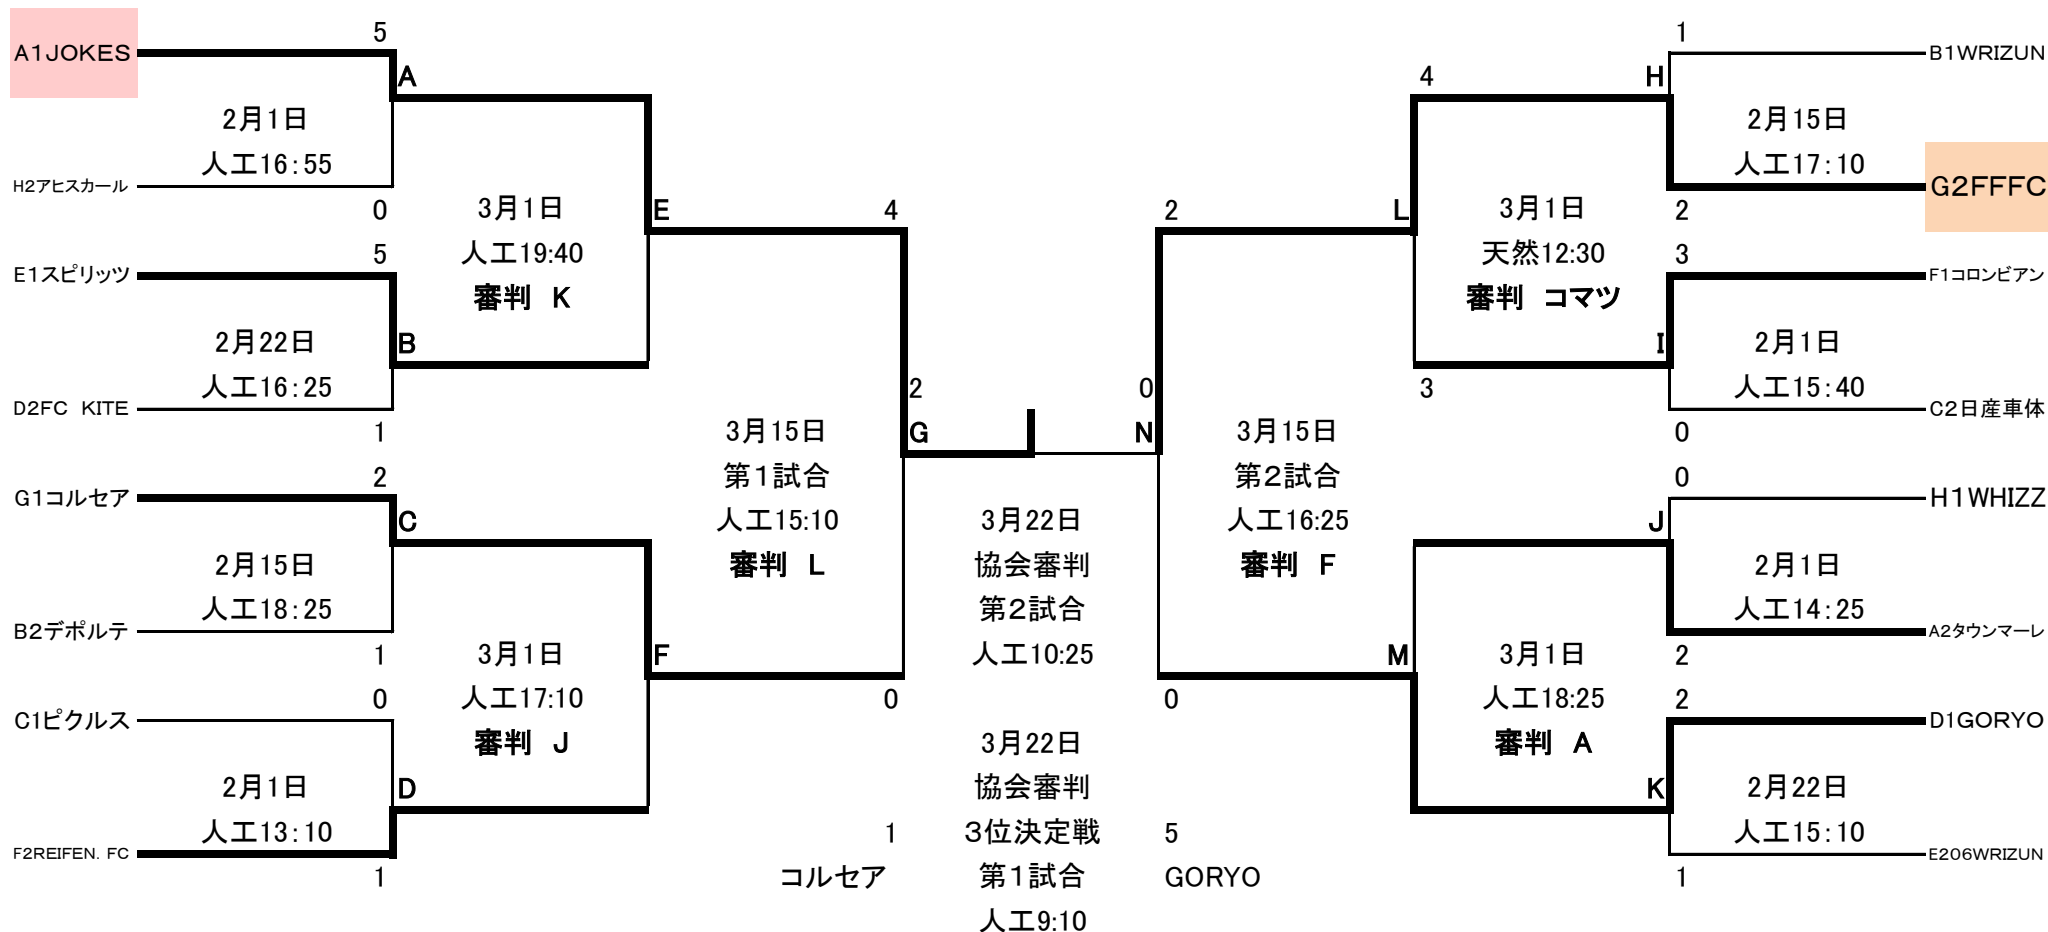 5
A1JOKES
A
2月1日
人工16:55
H2アヒスカール
0
3月1日
人工19:40
審判 K
E
4
5
E1スピリッツ
2月22日
人工16:25
B
D2FC KITE
1
3月15日
第1試合
人工15:10
審判 L
2
G
2
G1コルセア
C
2月15日
人工18:25
B2デポルテ
1
3月1日
人工17:10
審判 J
F
0
0
C1ピクルス
2月1日
人工13:10
D
F2REIFEN. FC
1
3月22日
協会審判
第2試合
人工10:25
3月22日
協会審判
1 3位決定戦 5
コルセア 第1試合 GORYO
人工9:10
1
B1WRIZUN
4
H
2月15日
人工17:10
G2FFFC
2
2
L
3月1日
天然12:30
審判 コマツ
3
F1コロンビアン
I
2月1日
人工15:40
C2日産車体
0
3
0
N
3月15日
第2試合
人工16:25
審判 F
0
H1WHIZZ
J
2月1日
人工14:25
A2タウンマーレ
2
M
0
3月1日
人工18:25
審判 A
2
D1GORYO
K
2月22日
人工15:10
E206WRIZUN
1